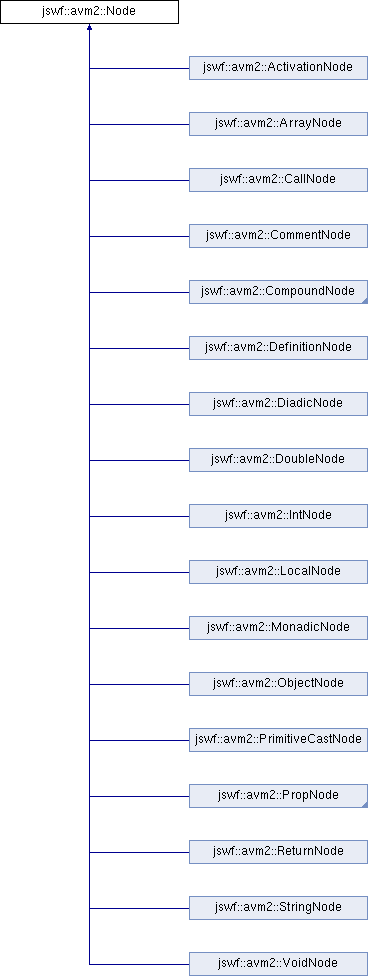 jswf::avm2::Node
jswf::avm2::ActivationNode
jswf::avm2::ArrayNode
jswf::avm2::CallNode
jswf::avm2::CommentNode
jswf::avm2::CompoundNode
jswf::avm2::DefinitionNode
jswf::avm2::DiadicNode
jswf::avm2::DoubleNode
jswf::avm2::IntNode
jswf::avm2::LocalNode
jswf::avm2::MonadicNode
jswf::avm2::ObjectNode
jswf::avm2::PrimitiveCastNode
jswf::avm2::PropNode
jswf::avm2::ReturnNode
jswf::avm2::StringNode
jswf::avm2::VoidNode